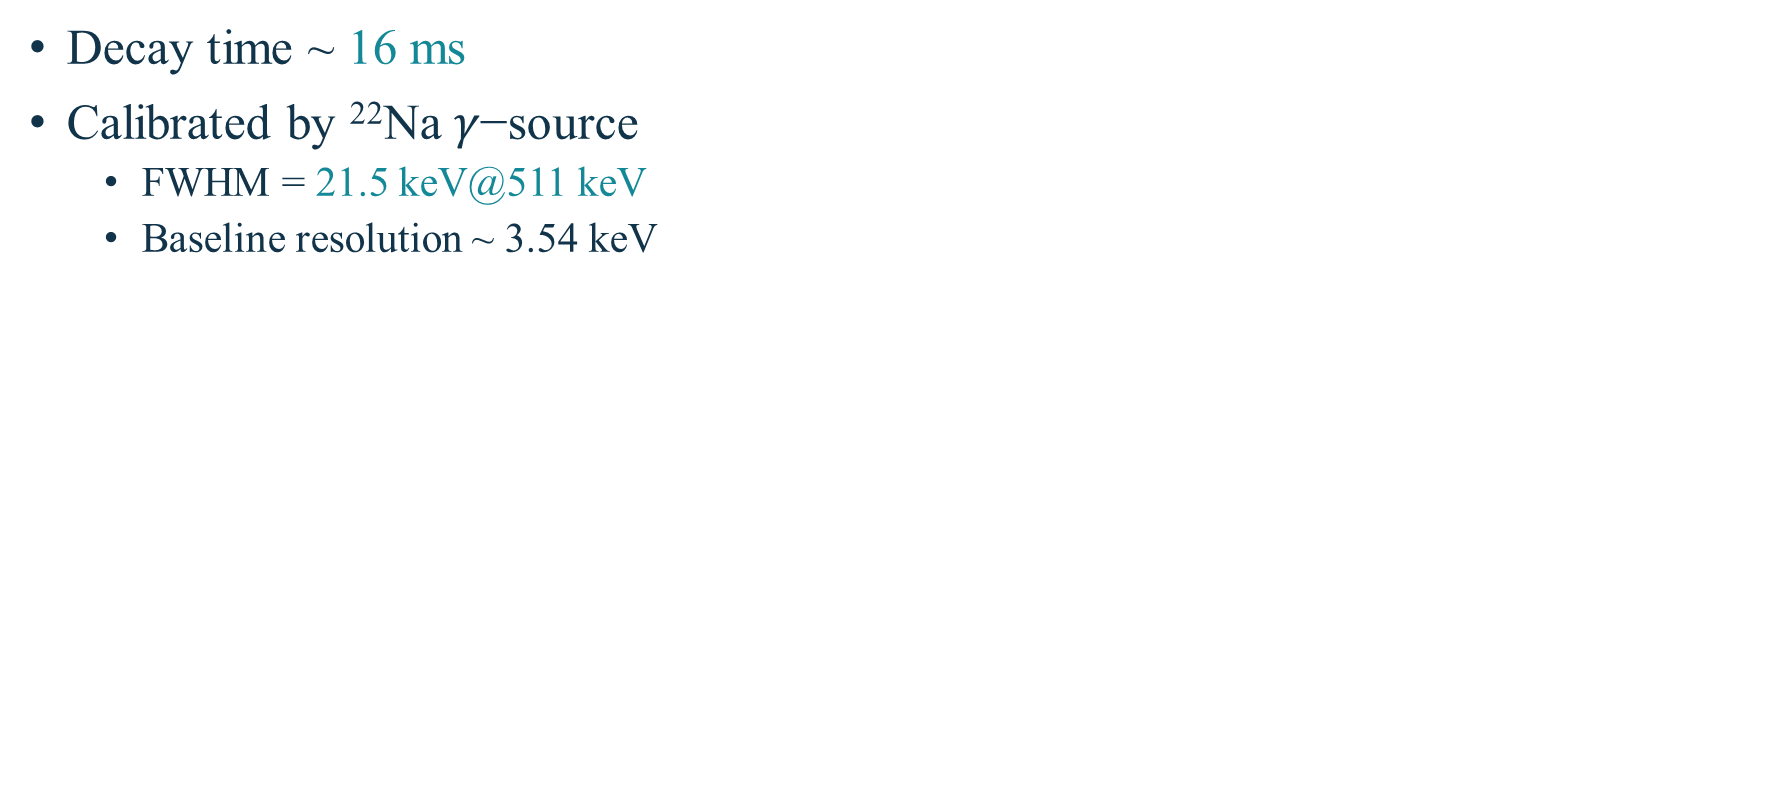 • Decay time ~ 16 ms
• Calibrated by ²²Na γ−source
• FWHM = 21.5 keV@511 keV
• Baseline resolution ~ 3.54 keV